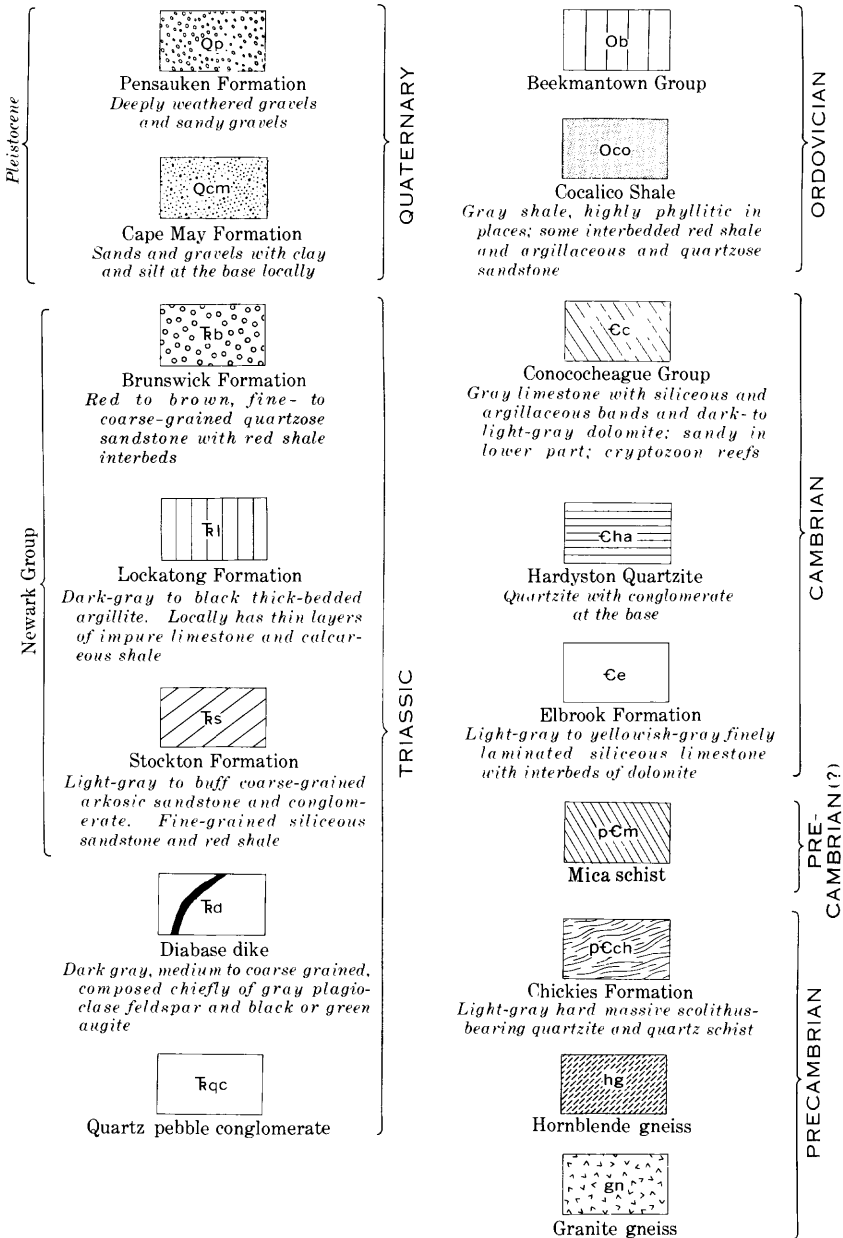 Qp
Pensauken Formation
Deeply weathered gravels
and sandy gravels
Qcm
Cape May Formation
Sands and gravels with clay
and silt at the base locally
Pleistocene
QUATERNARY
Ꞧb
Brunswick Formation
Red to brown, fine- to
coarse-grained quartzose
sandstone with red shale
interbeds
Ꞧl
Lockatong Formation
Dark-gray to black thick-bedded
argillite. Locally has thin layers
of impure limestone and calcar-
eous shale
Ꞧs
Stockton Formation
Light-gray to buff coarse-grained
arkosic sandstone and conglom-
erate. Fine-grained siliceous
sandstone and red shale
Newark Group
Ꞧd
Diabase dike
Dark gray, medium to coarse grained,
composed chiefly of gray plagio-
clase feldspar and black or green
augite
Ꞧqc
Quartz pebble conglomerate
TRIASSIC
Ob
Beekmantown Group
Oco
Cocalico Shale
Gray shale, highly phyllitic in
places; some interbedded red shale
and argillaceous and quartzose
sandstone
ORDOVICIAN
Єc
Conococheague Group
Gray limestone with siliceous and
argillaceous bands and dark- to
light-gray dolomite; sandy in
lower part; cryptozoon reefs
Єha
Hardyston Quartzite
Quartzite with conglomerate
at the base
Єe
Elbrook Formation
Light-gray to yellowish-gray finely
laminated siliceous limestone
with interbeds of dolomite
CAMBRIAN
pЄm
Mica schist
PRE-
CAMBRIAN(?)
pЄch
Chickies Formation
Light-gray hard massive scolithus-
bearing quartzite and quartz schist
hg
Hornblende gneiss
gn
Granite gneiss
PRECAMBRIAN